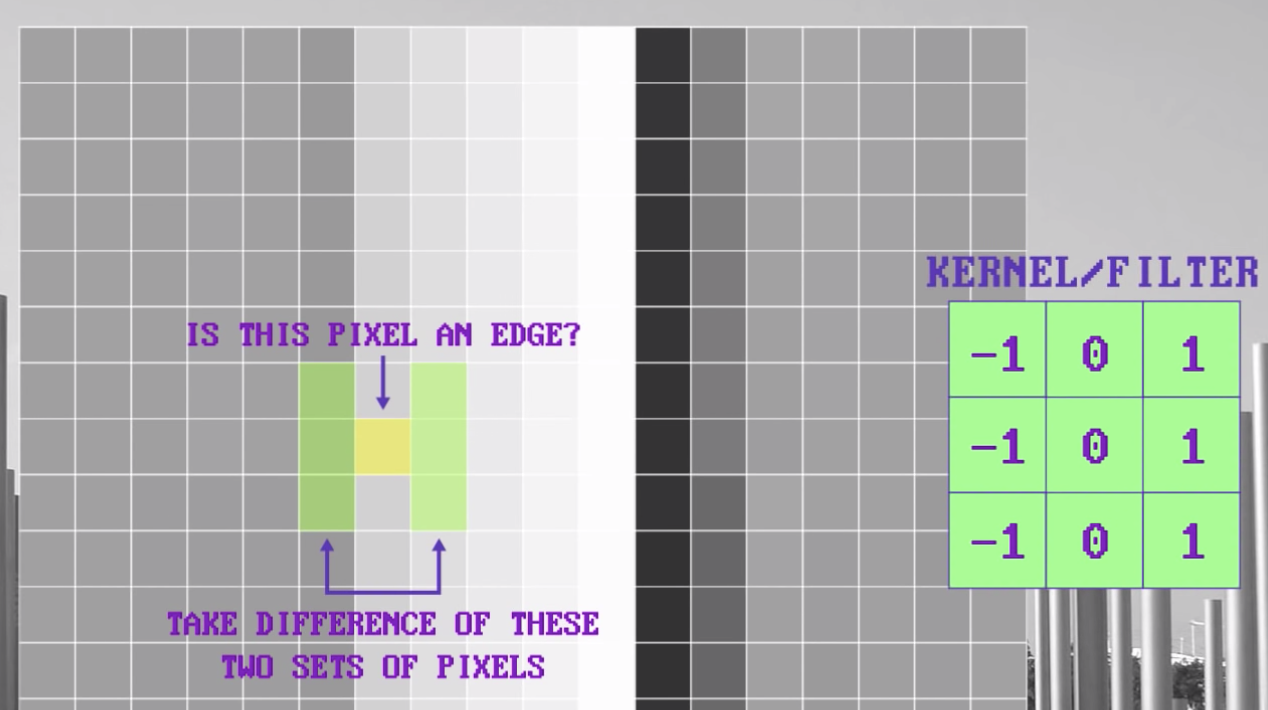 KERNEL/FILTER
-1 0 1
-1 0 1
-1 0 1
IS THIS PIXEL AN EDGE?
TAKE DIFFERENCE OF THESE
TWO SETS OF PIXELS